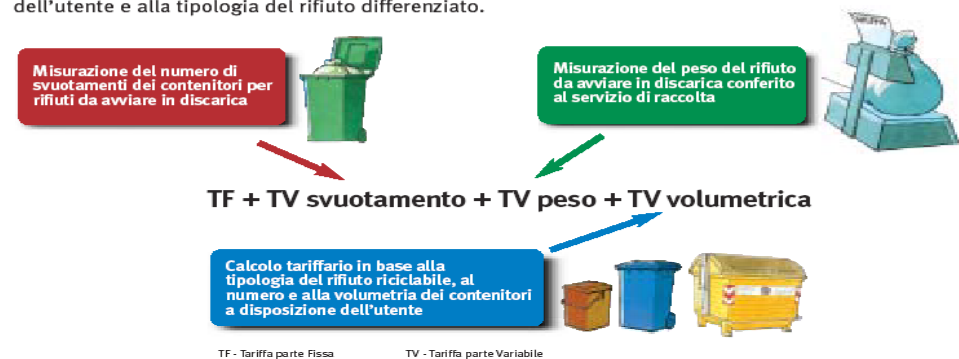 dell'utente e alla tipologia del rifiuto differenziato.
Misurazione del numero di
svuotamenti dei contenitori per
rifiuti da avviare in discarica
Misurazione del peso del rifiuto
da avviare in discarica conferito
al servizio di raccolta
TF + TV svuotamento + TV peso + TV volumetrica
Calcolo tariffario in base alla
tipologia del rifiuto riciclabile, al
numero e alla volumetria dei contenitori
a disposizione dell'utente
TF - Tariffa parte Fissa TV - Tariffa parte Variabile